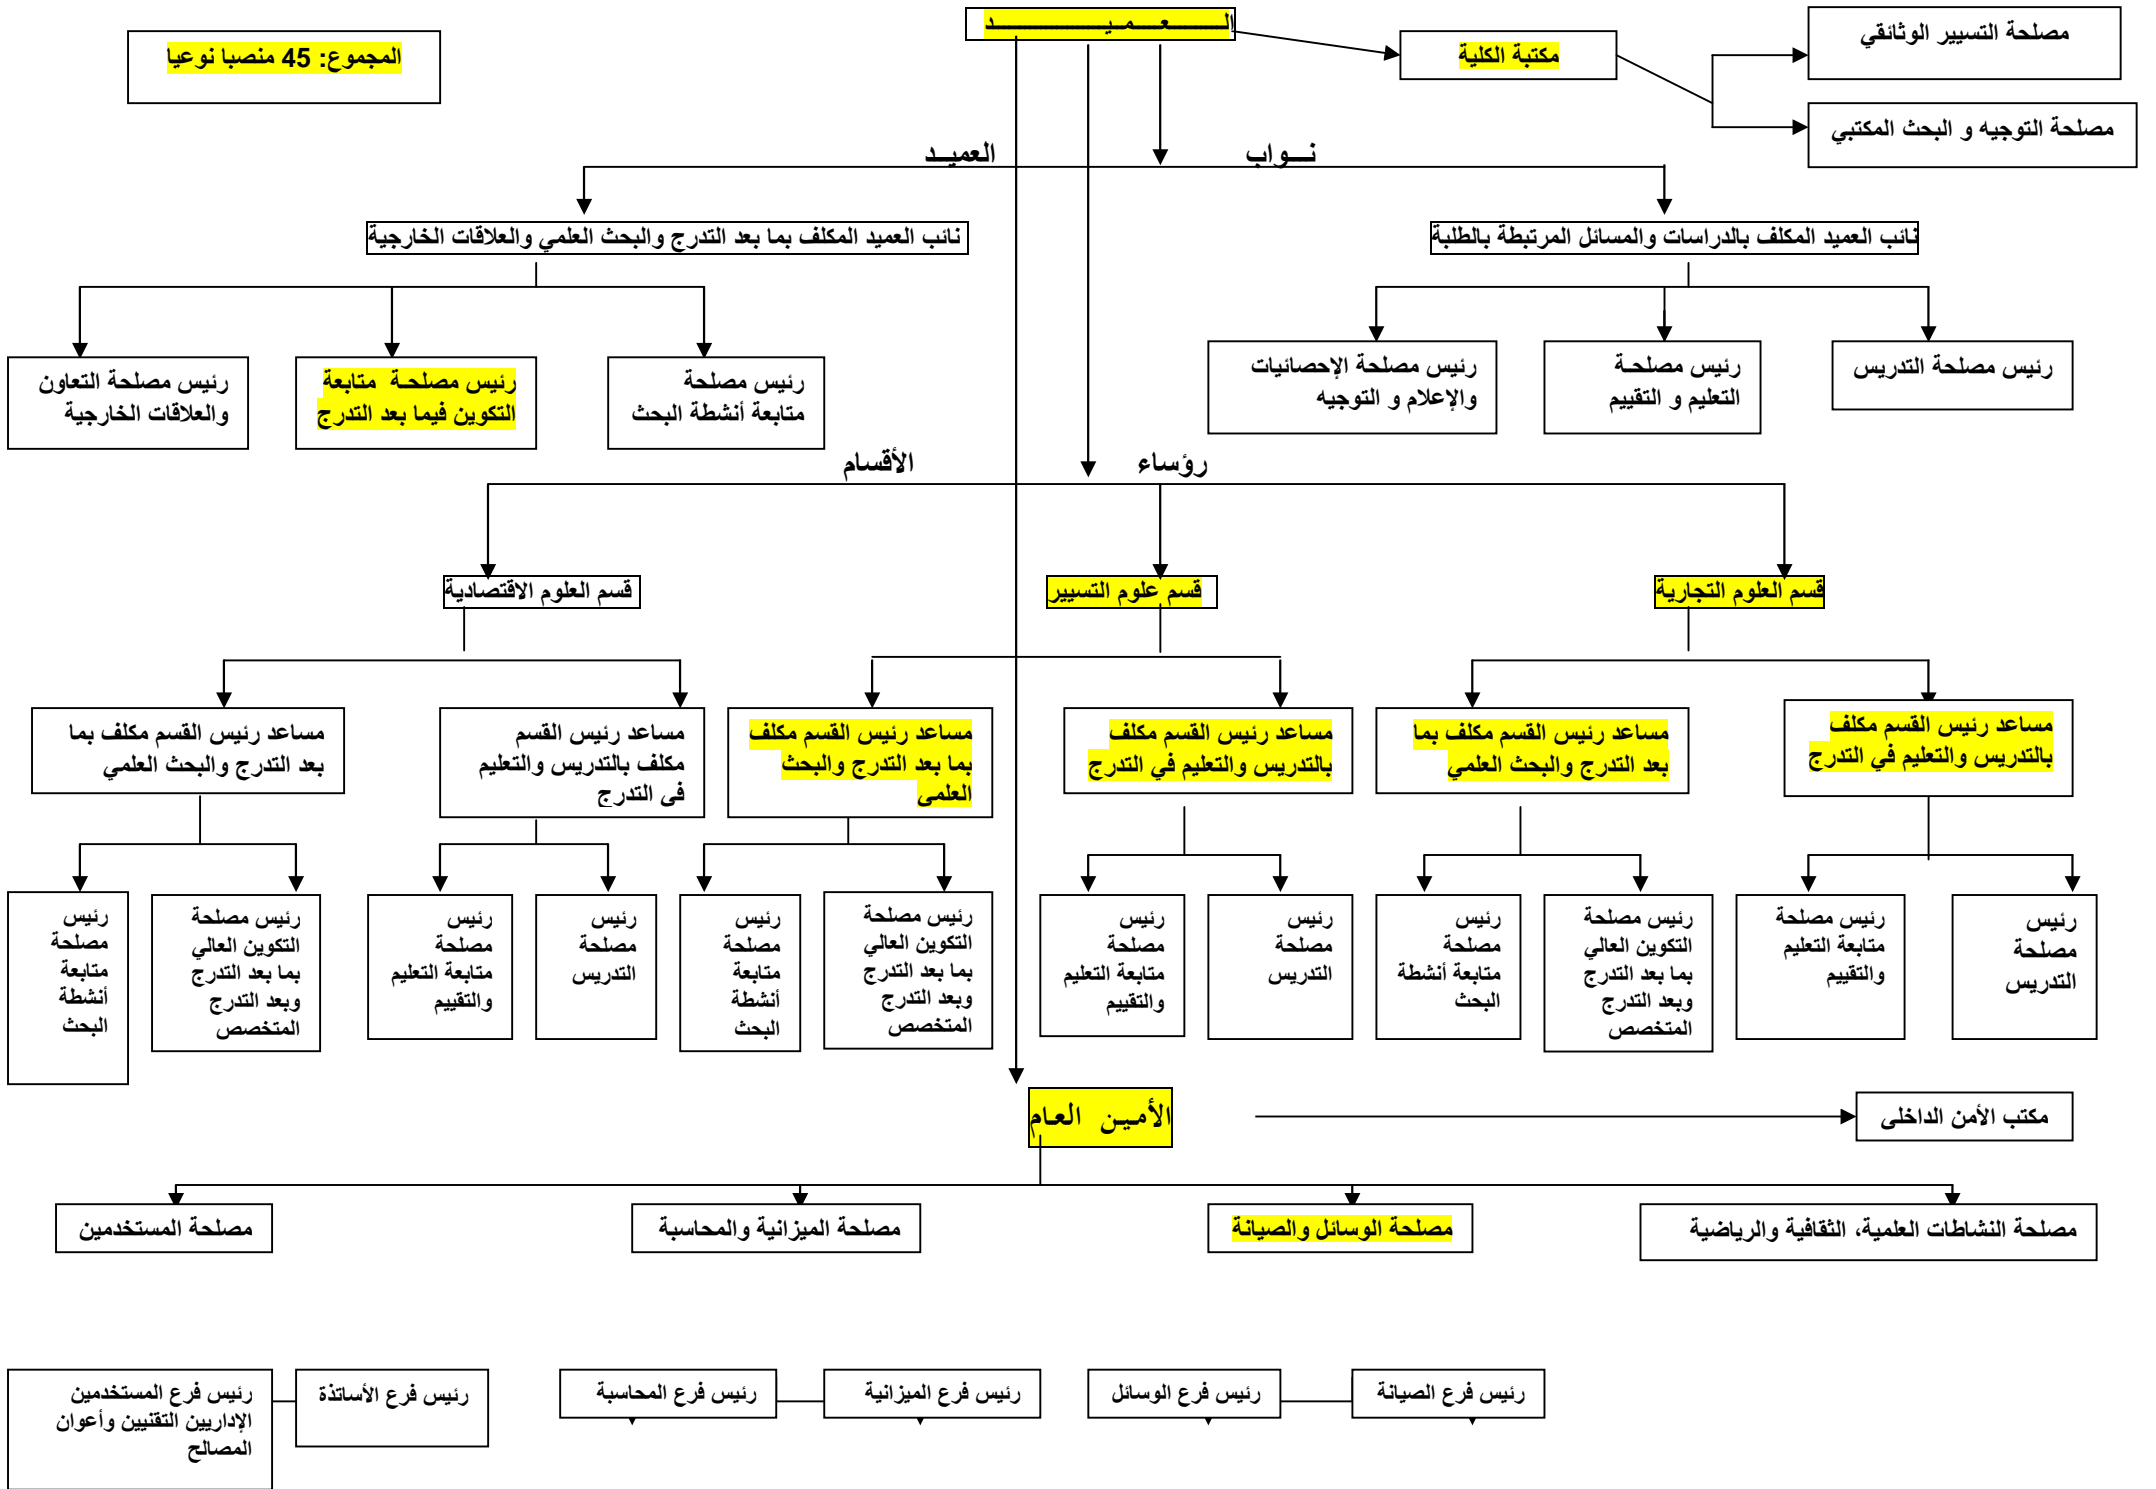 العميد
مصلحة التسيير الوثائقي
مكتبة الكلية
المجموع: 45 منصبا نوعيا
مصلحة التوجيه و البحث المكتبي
نــواب العميــد
نائب العميد المكلف بالدراسات والمسائل المرتبطة بالطلبة
نائب العميد المكلف بما بعد التدرج والبحث العلمي والعلاقات الخارجية
رئيس مصلحة التدريس
رئيس مصلحة
التعليم و التقييم
رئيس مصلحة الإحصائيات
والإعلام و التوجيه
رئيس مصلحة
متابعة أنشطة البحث
رئيس مصلحة متابعة
التكوين فيما بعد التدرج
رئيس مصلحة التعاون
والعلاقات الخارجية
رؤساء الأقسام
قسم العلوم التجارية
قسم علوم التسيير
قسم العلوم الاقتصادية
مساعد رئيس القسم مكلف
بالتدريس والتعليم في التدرج
مساعد رئيس القسم مكلف بما
بعد التدرج والبحث العلمي
مساعد رئيس القسم مكلف
بالتدريس والتعليم في التدرج
مساعد رئيس القسم مكلف
بما بعد التدرج والبحث
العلمي
مساعد رئيس القسم
مكلف بالتدريس والتعليم
في التدرج
مساعد رئيس القسم مكلف بما
بعد التدرج والبحث العلمي
رئيس
مصلحة
التدريس
رئيس مصلحة
متابعة التعليم
والتقييم
رئيس مصلحة
التكوين العالي
بما بعد التدرج
وبعد التدرج
المتخصص
رئيس
مصلحة
متابعة أنشطة
البحث
رئيس
مصلحة
التدريس
رئيس
مصلحة
متابعة التعليم
والتقييم
رئيس مصلحة
التكوين العالي
بما بعد التدرج
وبعد التدرج
المتخصص
رئيس
مصلحة
متابعة
أنشطة
البحث
رئيس
مصلحة
التدريس
رئيس
مصلحة
متابعة التعليم
والتقييم
رئيس مصلحة
التكوين العالي
بما بعد التدرج
وبعد التدرج
المتخصص
رئيس
مصلحة
متابعة
أنشطة
البحث
الأمين العام
مكتب الأمن الداخلي
مصلحة النشاطات العلمية، الثقافية والرياضية
مصلحة الوسائل والصيانة
مصلحة الميزانية والمحاسبة
مصلحة المستخدمين
رئيس فرع الصيانة
رئيس فرع الوسائل
رئيس فرع الميزانية
رئيس فرع المحاسبة
رئيس فرع الأساتذة
رئيس فرع المستخدمين
الإداريين التقنيين وأعوان
المصالح